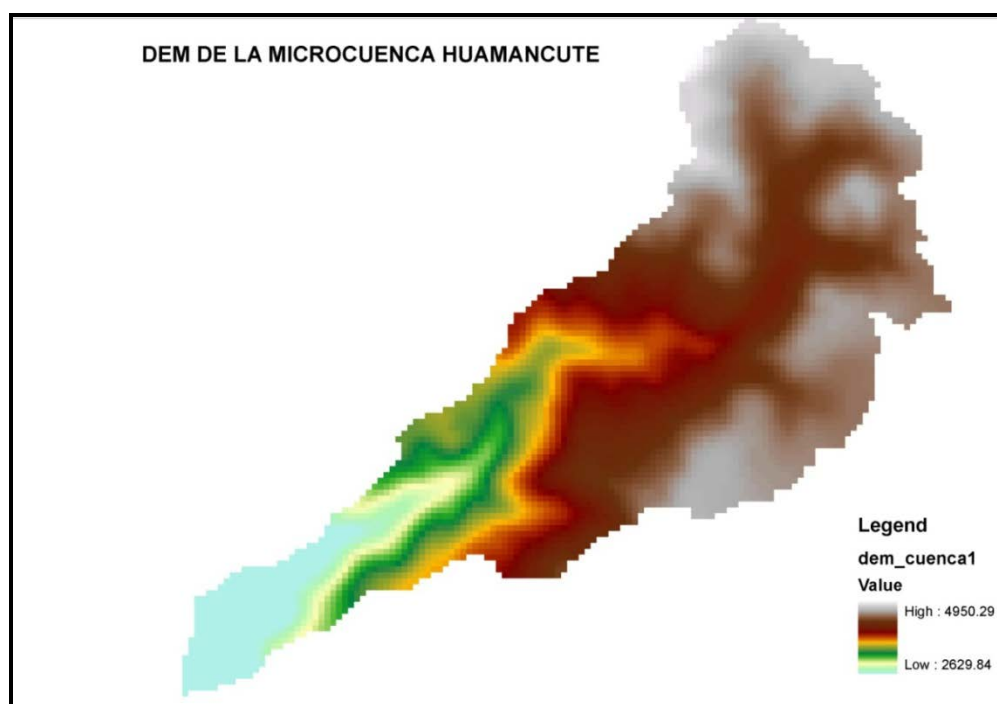 DEM DE LA MICROCUENCA HUAMANCUTE
Legend
dem_cuenca1
Value
High : 4950.29
Low : 2629.84